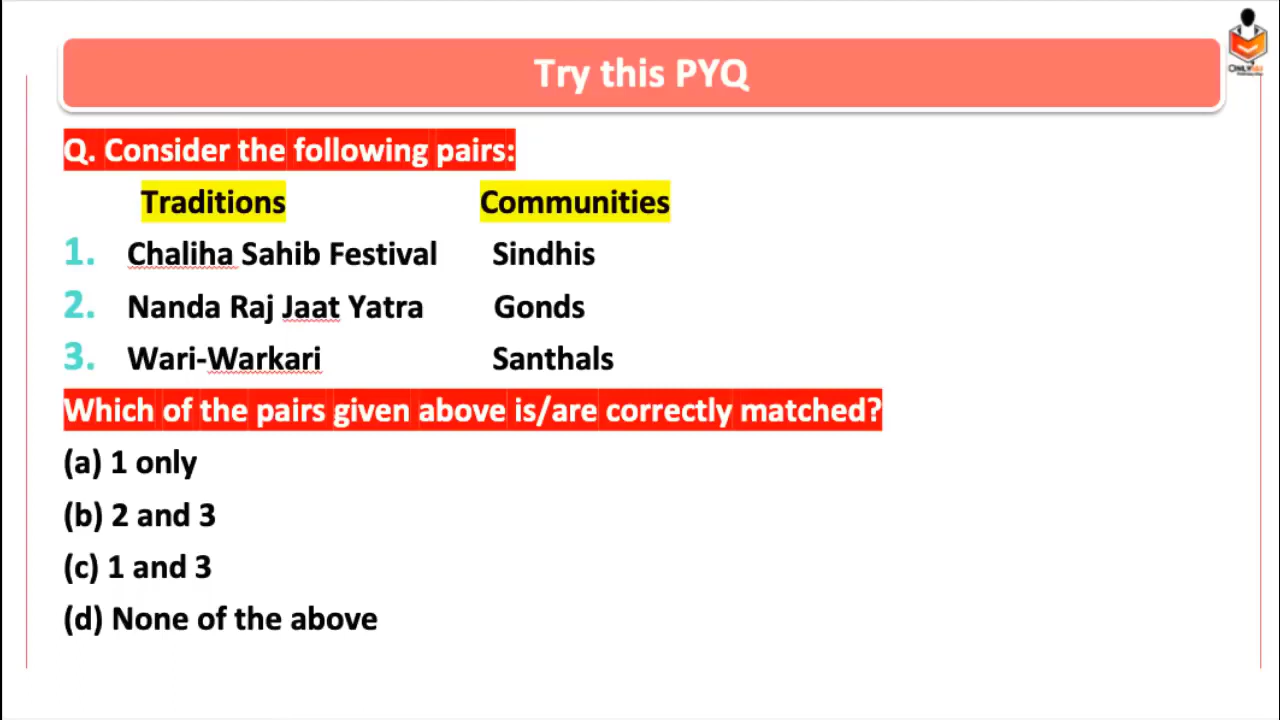 Try this PYQ
Q. Consider the following pairs:
Traditions Communities
1. Chaliha Sahib Festival Sindhis
2. Nanda Raj Jaat Yatra Gonds
3. Wari-Warkari Santhals
Which of the pairs given above is/are correctly matched?
(a) 1 only
(b) 2 and 3
(c) 1 and 3
(d) None of the above